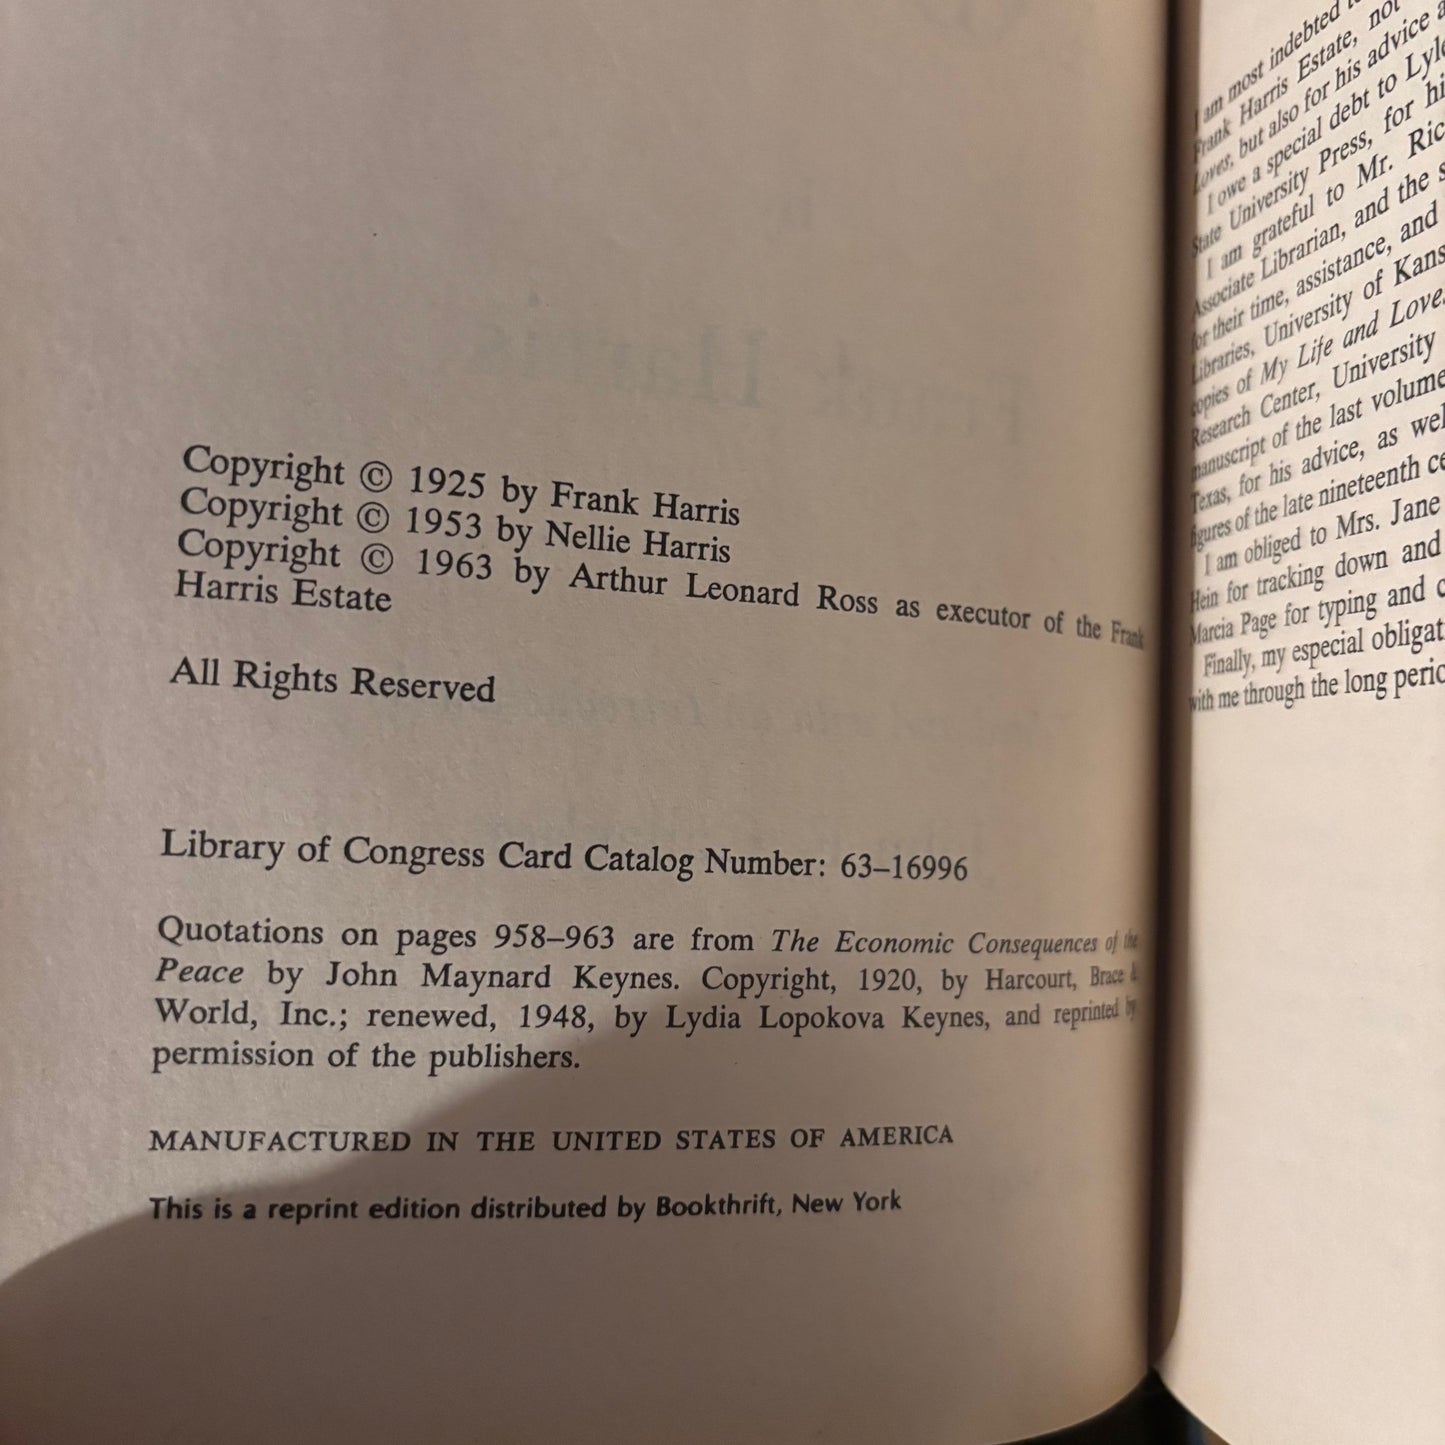 Copyright © 1925 by Frank Harris
Copyright © 1953 by Nellie Harris
Copyright © 1963 by Arthur Leonard Ross as executor of the Frank
Harris Estate
All Rights Reserved
Library of Congress Card Catalog Number: 63–16996
Quotations on pages 958–963 are from The Economic Consequences of the
Peace by John Maynard Keynes. Copyright, 1920, by Harcourt, Brace &
World, Inc.; renewed, 1948, by Lydia Lopokova Keynes, and reprinted by
permission of the publishers.
MANUFACTURED IN THE UNITED STATES OF AMERICA
This is a reprint edition distributed by Bookthrift, New York
I am most indebted
Frank Harris Estate, not
Loves, but also for his advice
I owe a special debt to Lyle
State University Press, for
I am grateful to Mr.
Associate Librarian, and the
for their time, assistance, and
Libraries, University of
copies of My Life and
Research Center, University
manuscript of the last volume
Texas, for his advice, as
figures of the late nineteenth
I am obliged to Mrs. Jane
Hein for tracking down and
Marcia Page for typing and
Finally, my especial
with me through the long